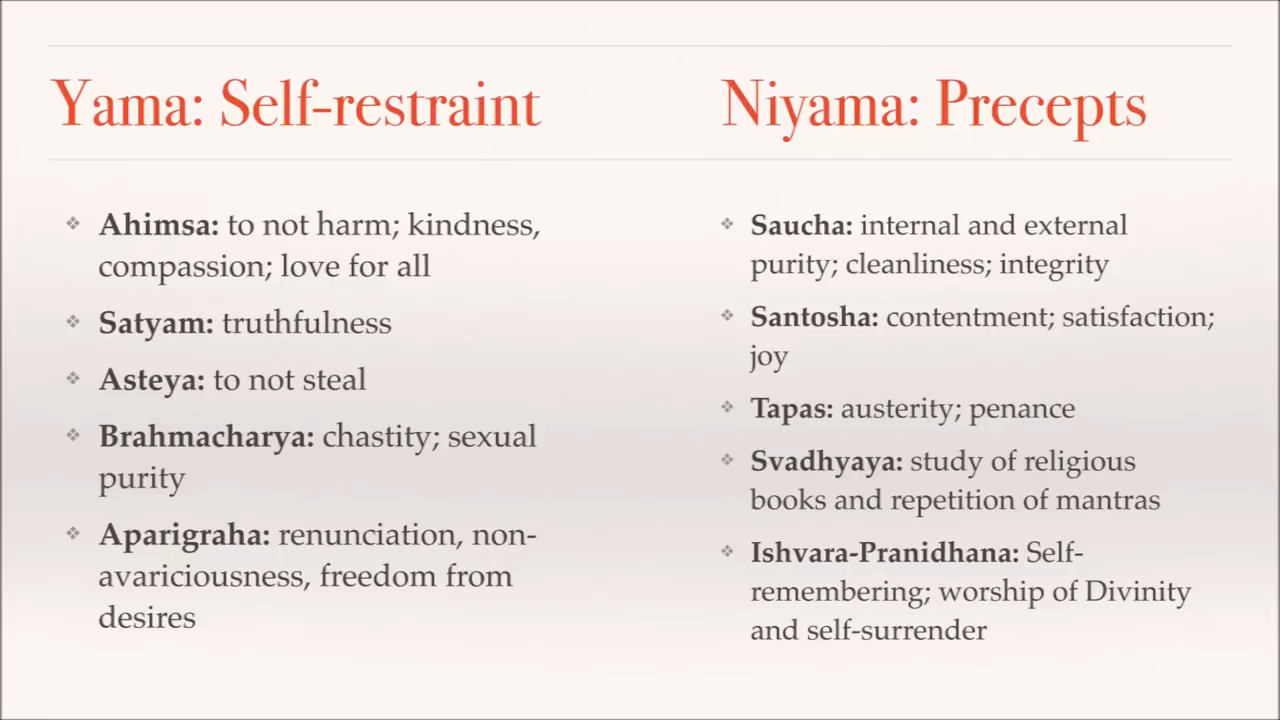 Yama: Self-restraint
Ahimsa: to not harm; kindness,
compassion; love for all
Satyam: truthfulness
Asteya: to not steal
Brahmacharya: chastity; sexual
purity
Aparigraha: renunciation, non-
avariciousness, freedom from
desires
Niyama: Precepts
Saucha: internal and external
purity; cleanliness; integrity
Santosha: contentment; satisfaction;
joy
Tapas: austerity; penance
Svadhyaya: study of religious
books and repetition of mantras
Ishvara-Pranidhana: Self-
remembering; worship of Divinity
and self-surrender